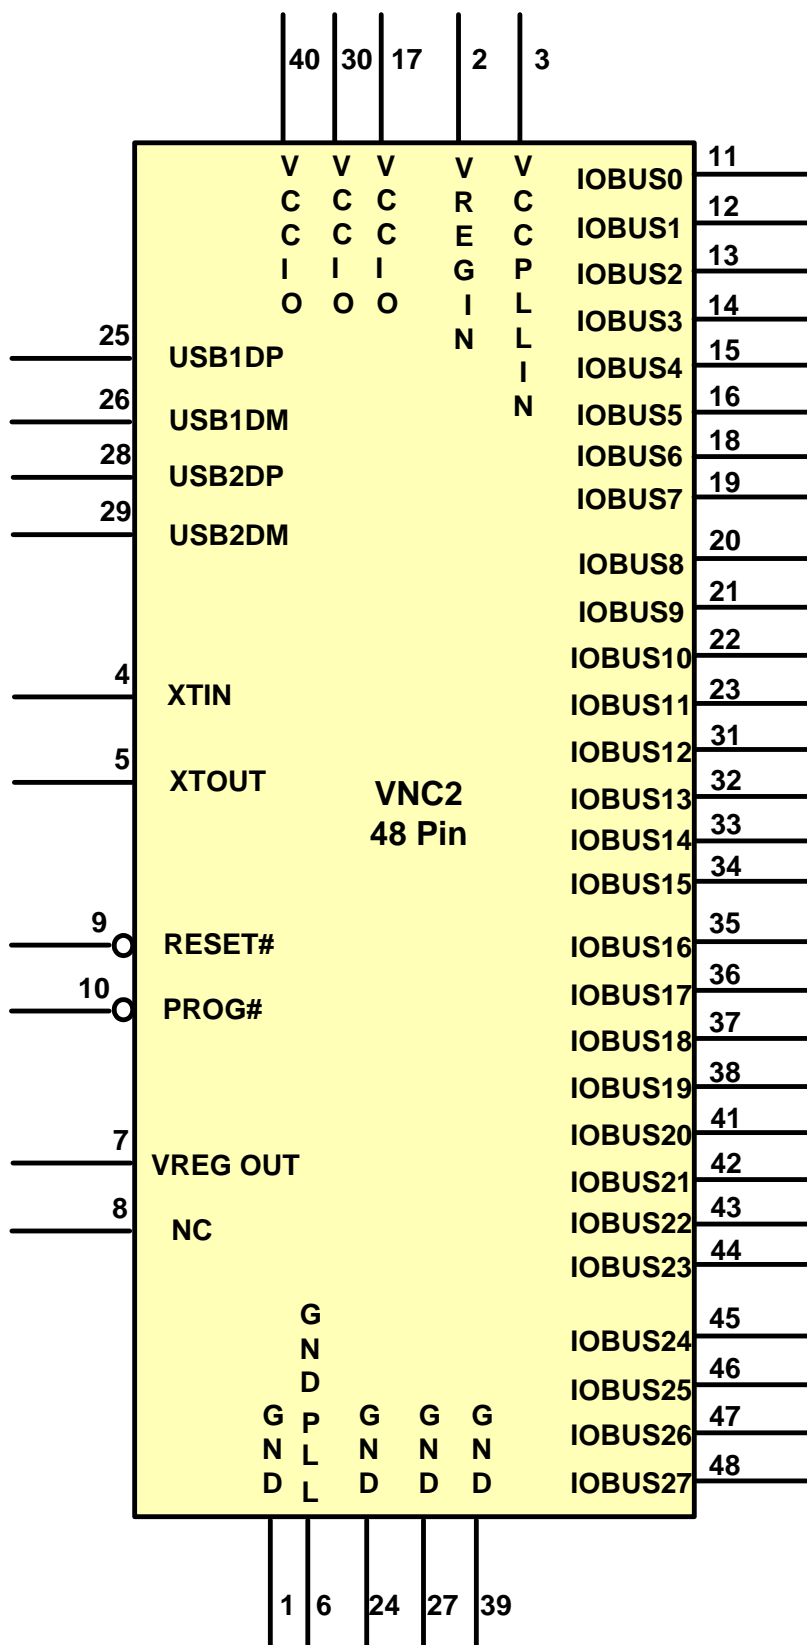 40 30 17 2 3
VCCIO
VCCIO
VCCIO
VREGIN
VCCPLLIN
25 USB1DP
26 USB1DM
28 USB2DP
29 USB2DM
4 XTIN
5 XTOUT
9 RESET#
10 PROG#
7 VREG OUT
8 NC
VNC2
48 Pin
IOBUS0 11
IOBUS1 12
IOBUS2 13
IOBUS3 14
IOBUS4 15
IOBUS5 16
IOBUS6 18
IOBUS7 19
IOBUS8 20
IOBUS9 21
IOBUS10 22
IOBUS11 23
IOBUS12 31
IOBUS13 32
IOBUS14 33
IOBUS15 34
IOBUS16 35
IOBUS17 36
IOBUS18 37
IOBUS19 38
IOBUS20 41
IOBUS21 42
IOBUS22 43
IOBUS23 44
IOBUS24 45
IOBUS25 46
IOBUS26 47
IOBUS27 48
GND
GND PLL
GND
GND
GND
1 6 24 27 39